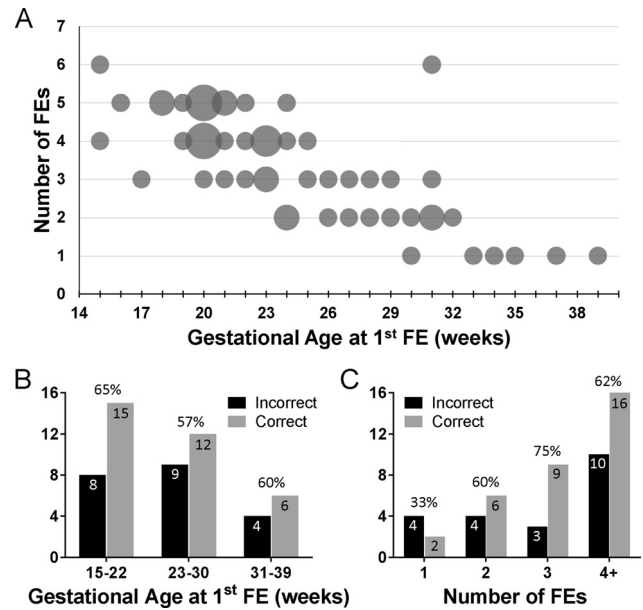 A
7
6
5
4
3
2
1
0
Number of FEs
14 17 20 23 26 29 32 35 38
Gestational Age at 1st FE (weeks)
B
16
12
8
4
0
65%
15
8
57%
12
9
60%
6
4
Incorrect
Correct
15-22 23-30 31-39
Gestational Age at 1st FE (weeks)
C
16
12
8
4
0
Incorrect
Correct
33%
4
2
60%
4
6
75%
3
9
62%
10
16
1 2 3 4+
Number of FEs